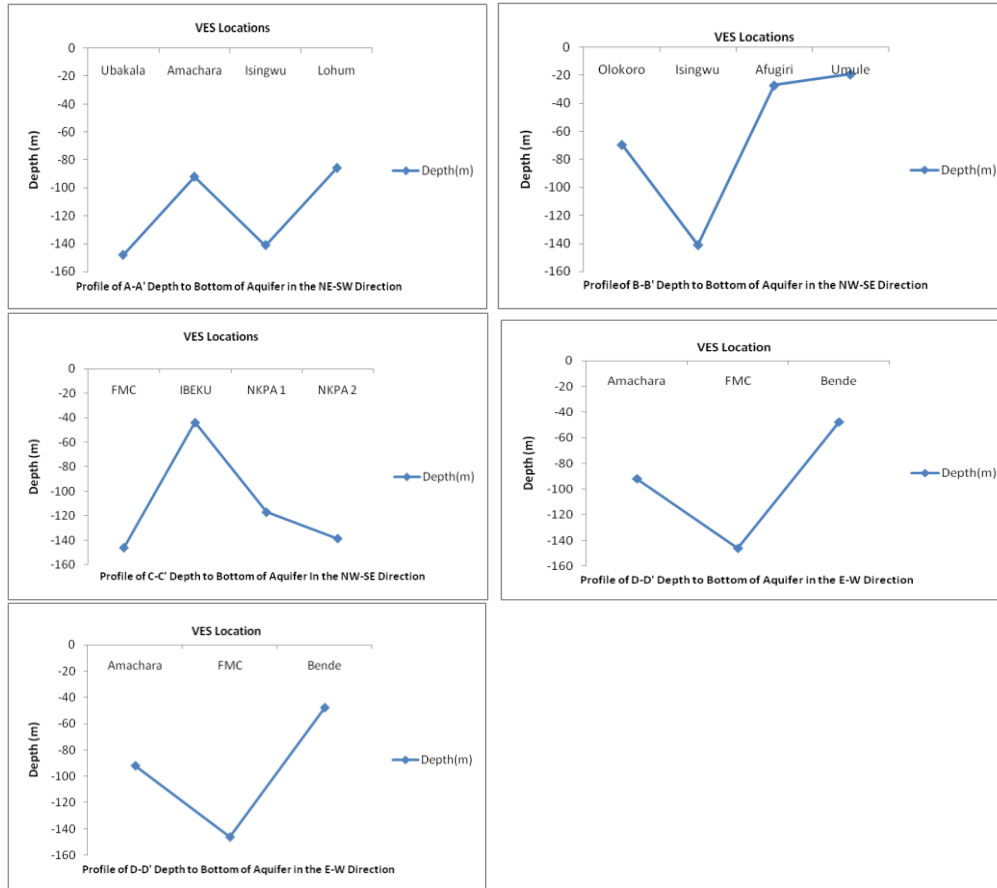 VES Locations
0
Ubakala Amachara Isingwu Lohum
-20
-40
-60
-80
-100
-120
-140
-160
Depth (m)
Depth(m)
Profile of A-A' Depth to Bottom of Aquifer in the NE-SW Direction
VES Locations
0
Olokoro Isingwu Afugiri Umule
-20
-40
-60
-80
-100
-120
-140
-160
Depth (m)
Depth(m)
Profileof B-B' Depth to Bottom of Aquifer in the NW-SE Direction
VES Locations
0
FMC IBEKU NKPA 1 NKPA 2
-20
-40
-60
-80
-100
-120
-140
-160
Depth (m)
Depth(m)
Profile of C-C' Depth to Bottom of Aquifer In the NW-SE Direction
VES Location
0
Amachara FMC Bende
-20
-40
-60
-80
-100
-120
-140
-160
Depth (m)
Depth(m)
Profile of D-D' Depth to Bottom of Aquifer in the E-W Direction
VES Location
0
Amachara FMC Bende
-20
-40
-60
-80
-100
-120
-140
-160
Depth (m)
Depth(m)
Profile of D-D' Depth to Bottom of Aquifer in the E-W Direction